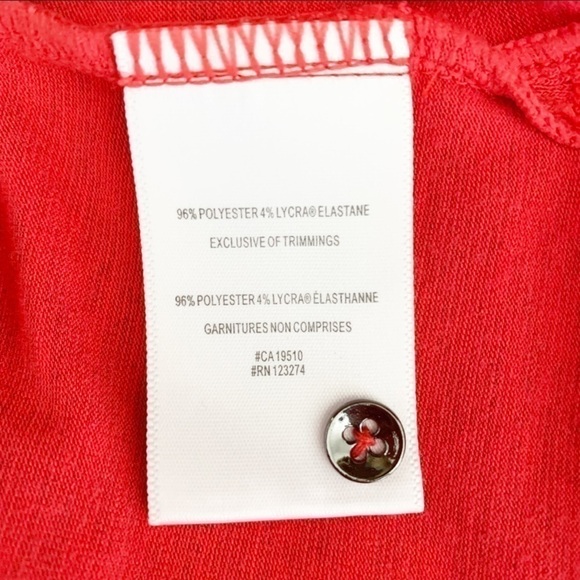 96% POLYESTER 4% LYCRA® ELASTANE
EXCLUSIVE OF TRIMMINGS
96% POLYESTER 4% LYCRA® ÉLASTHANNE
GARNITURES NON COMPRISES
#CA 19510
#RN 123274